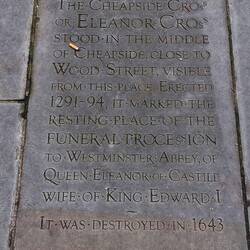 THE CHEAPSIDE CROSS
OR ELEANOR CROSS
STOOD IN THE MIDDLE
OF CHEAPSIDE CLOSE TO
WOOD STREET, VISIBLE
FROM THIS PLACE. ERECTED
1291-94, IT MARKED THE
RESTING PLACE OF THE
FUNERAL PROCESSION
TO WESTMINSTER ABBEY, OF
QUEEN ELEANOR OF CASTILE
WIFE OF KING EDWARD I
~
IT WAS DESTROYED IN 1643